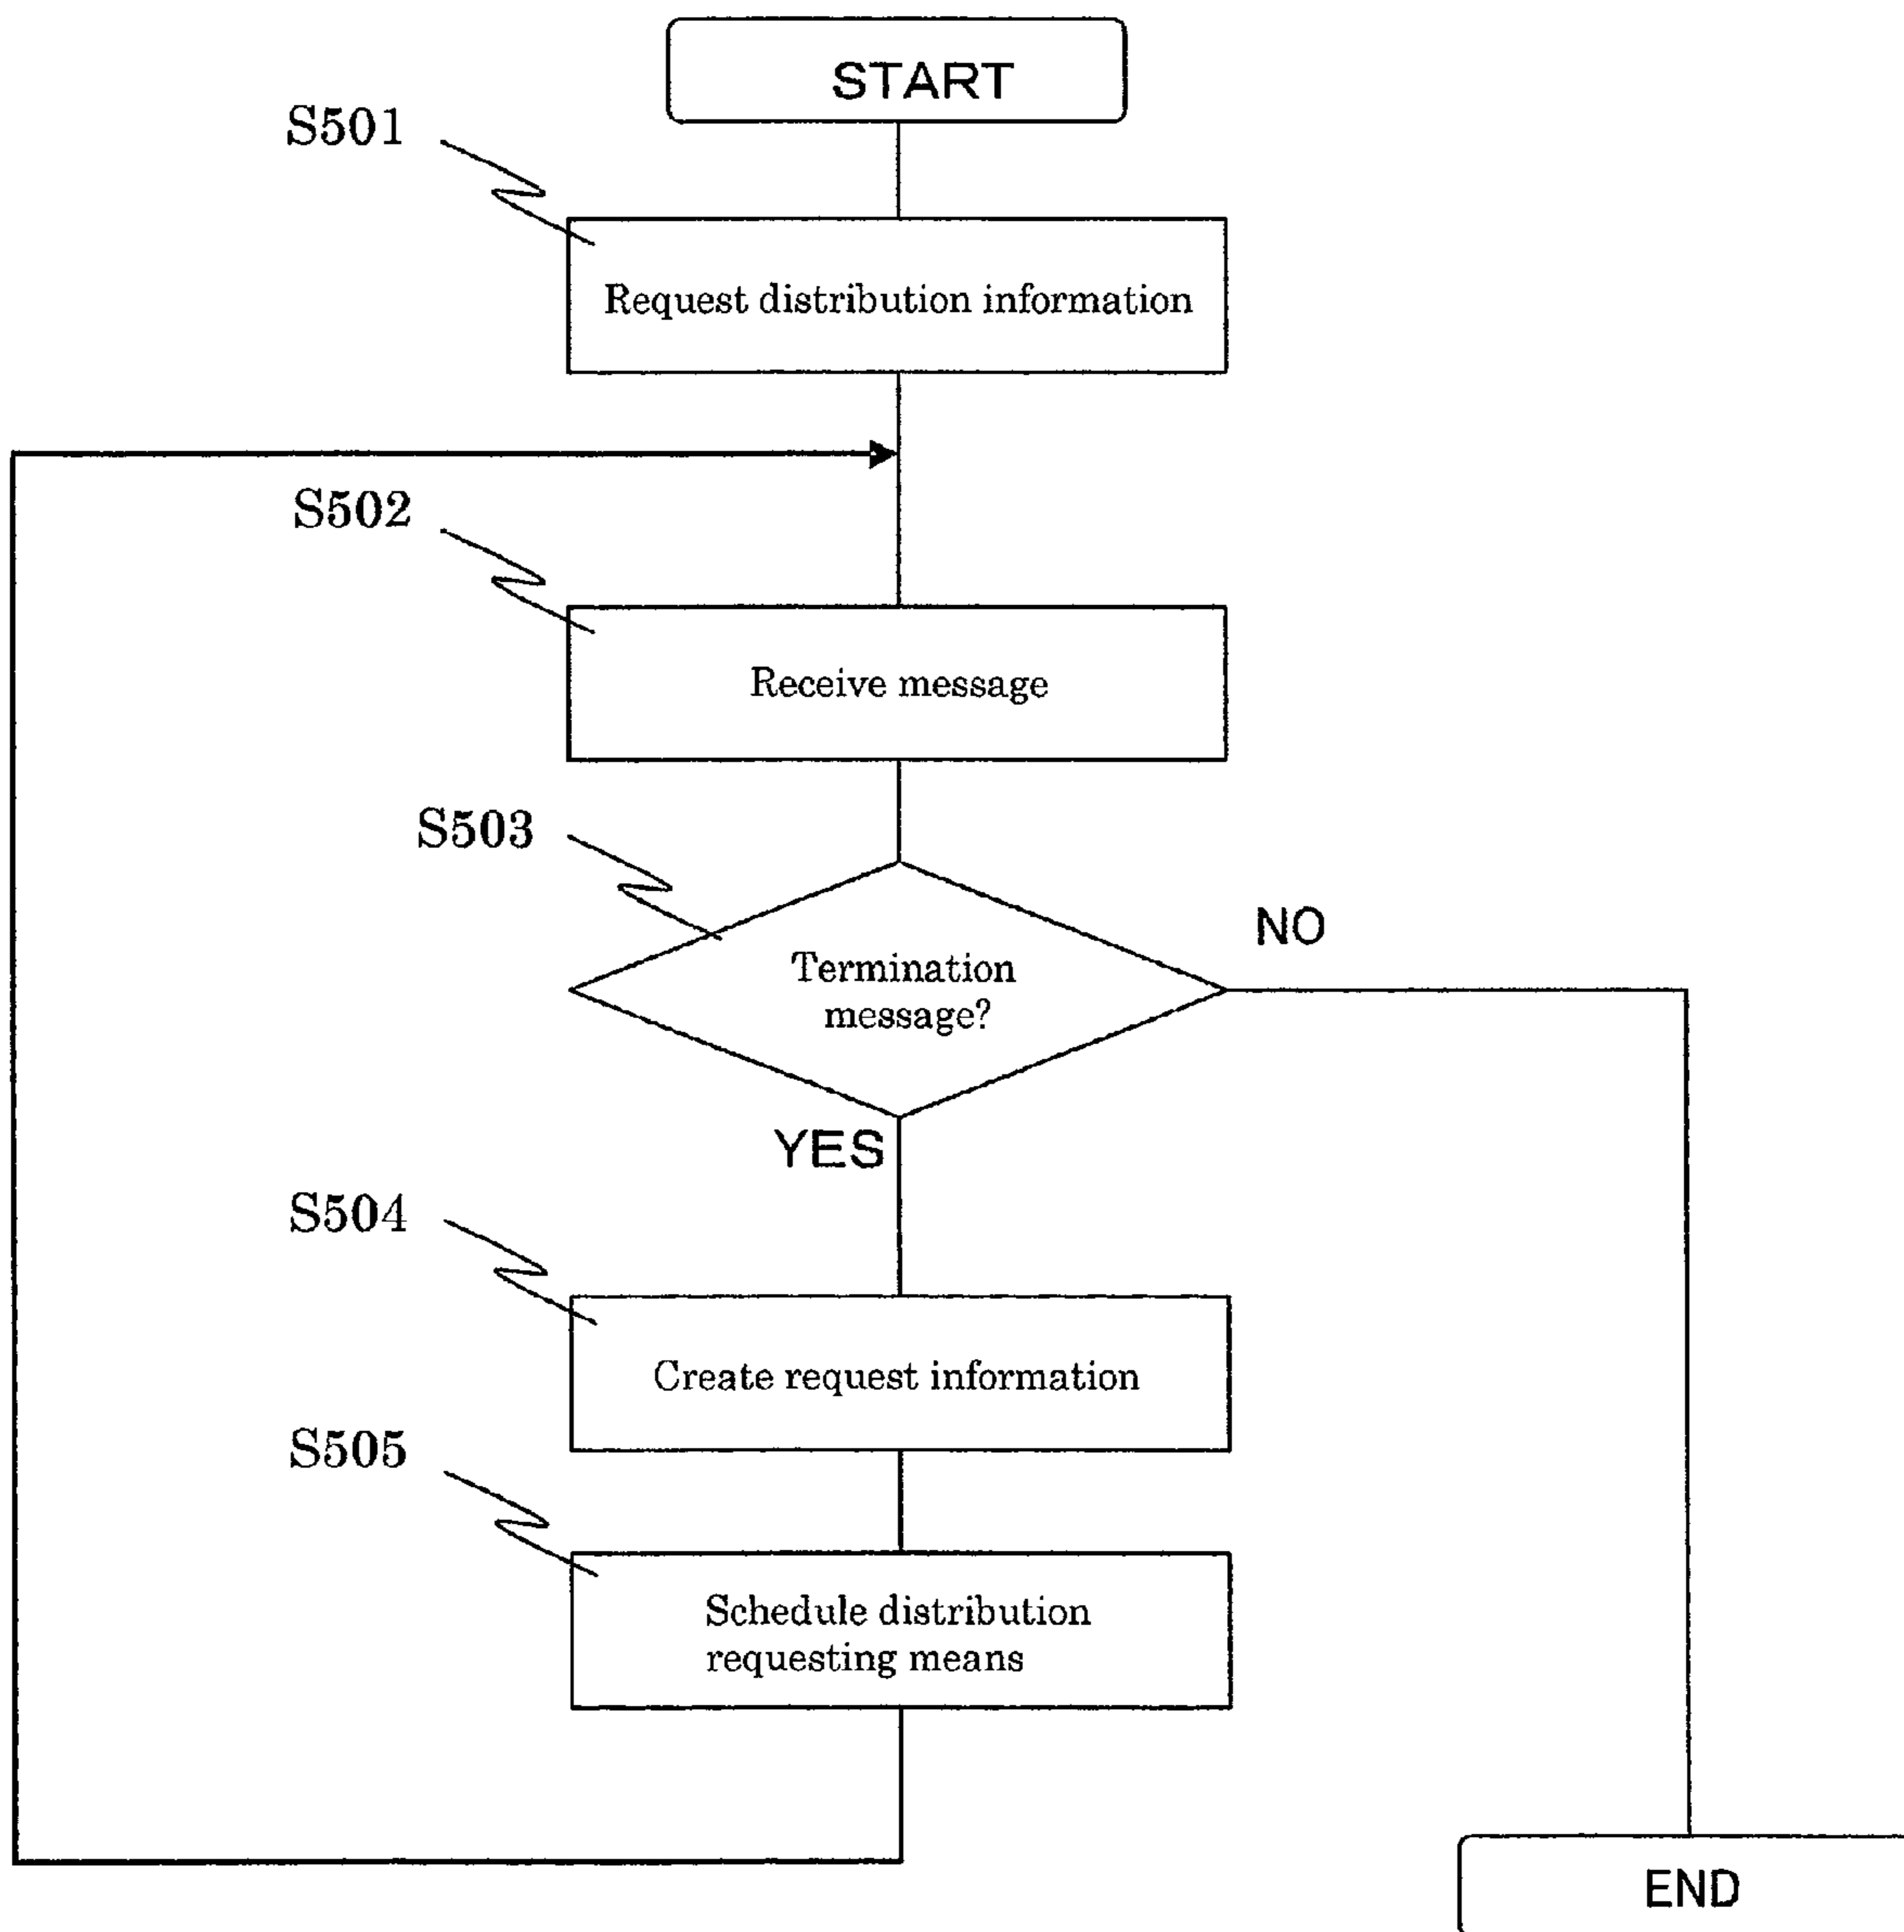 START
S501
Request distribution information
S502
Receive message
S503
Termination
message?
NO
YES
S504
Create request information
S505
Schedule distribution
requesting means
END